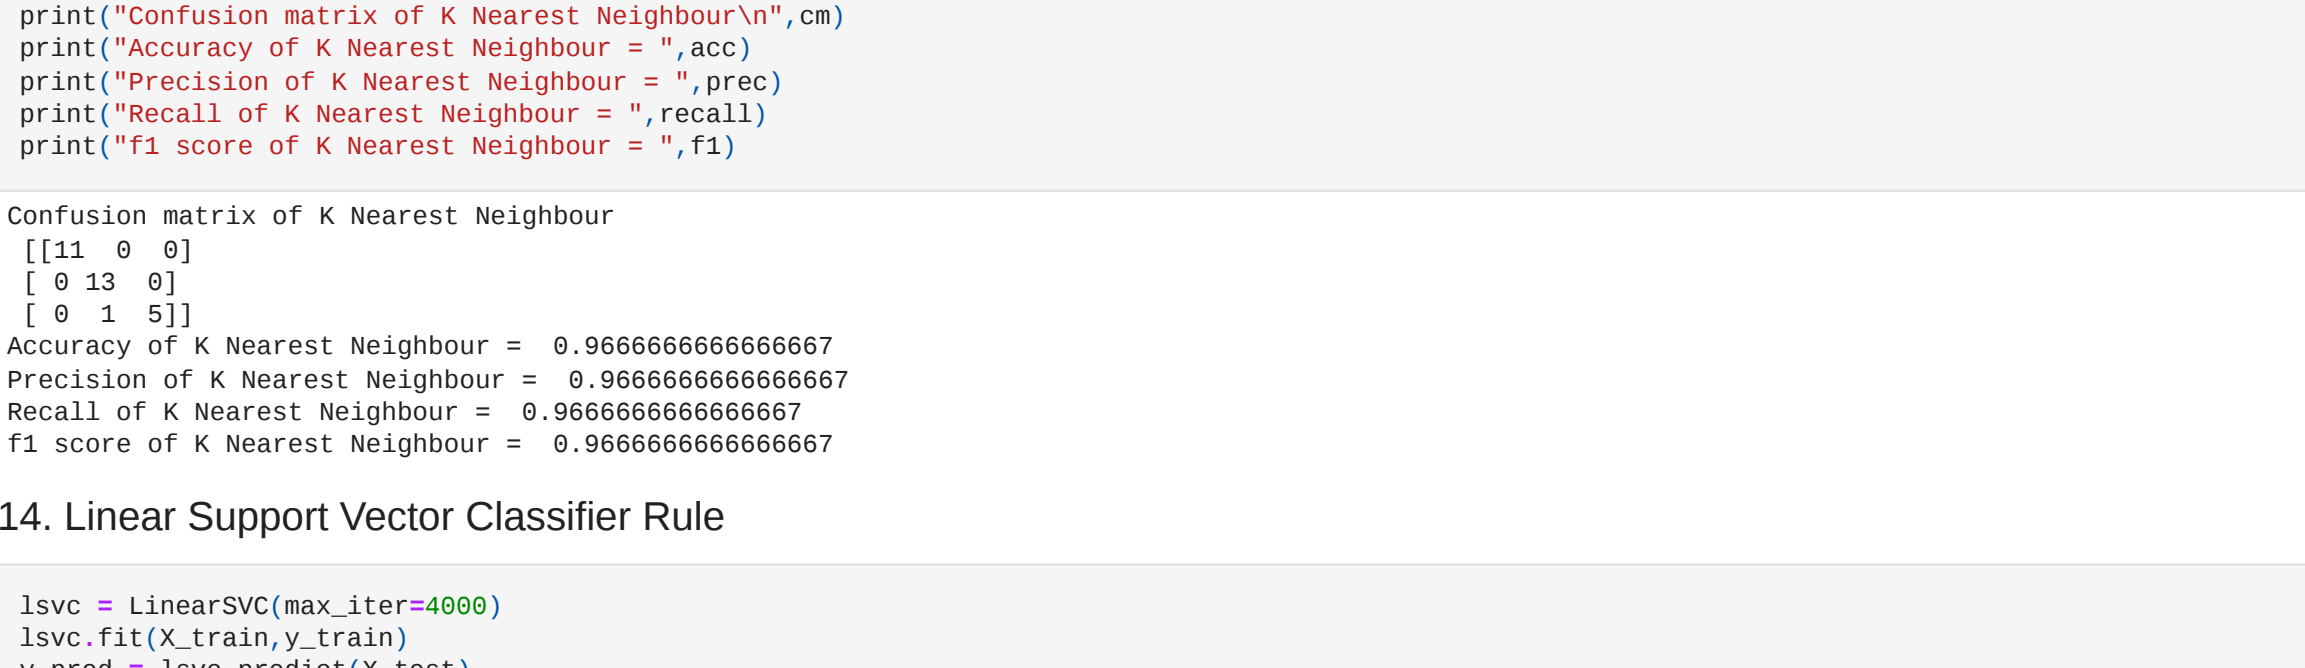 print("Confusion matrix of K Nearest Neighbour\n",cm)
print("Accuracy of K Nearest Neighbour = ",acc)
print("Precision of K Nearest Neighbour = ",prec)
print("Recall of K Nearest Neighbour = ",recall)
print("f1 score of K Nearest Neighbour = ",f1)
Confusion matrix of K Nearest Neighbour
[[11  0  0]
[ 0 13  0]
[ 0  1  5]]
Accuracy of K Nearest Neighbour =  0.9666666666666667
Precision of K Nearest Neighbour =  0.9666666666666667
Recall of K Nearest Neighbour =  0.9666666666666667
f1 score of K Nearest Neighbour =  0.9666666666666667
14. Linear Support Vector Classifier Rule
lsvc = LinearSVC(max_iter=4000)
lsvc.fit(X_train,y_train)
y_pred = lsvc.predict(X_test)